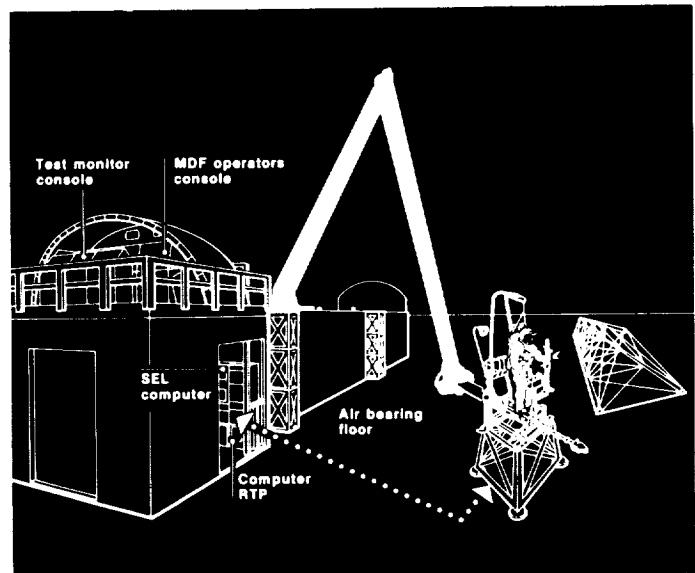 Test monitor
console
MDF operators
console
SEL
computer
Air bearing
floor
Computer
RTP